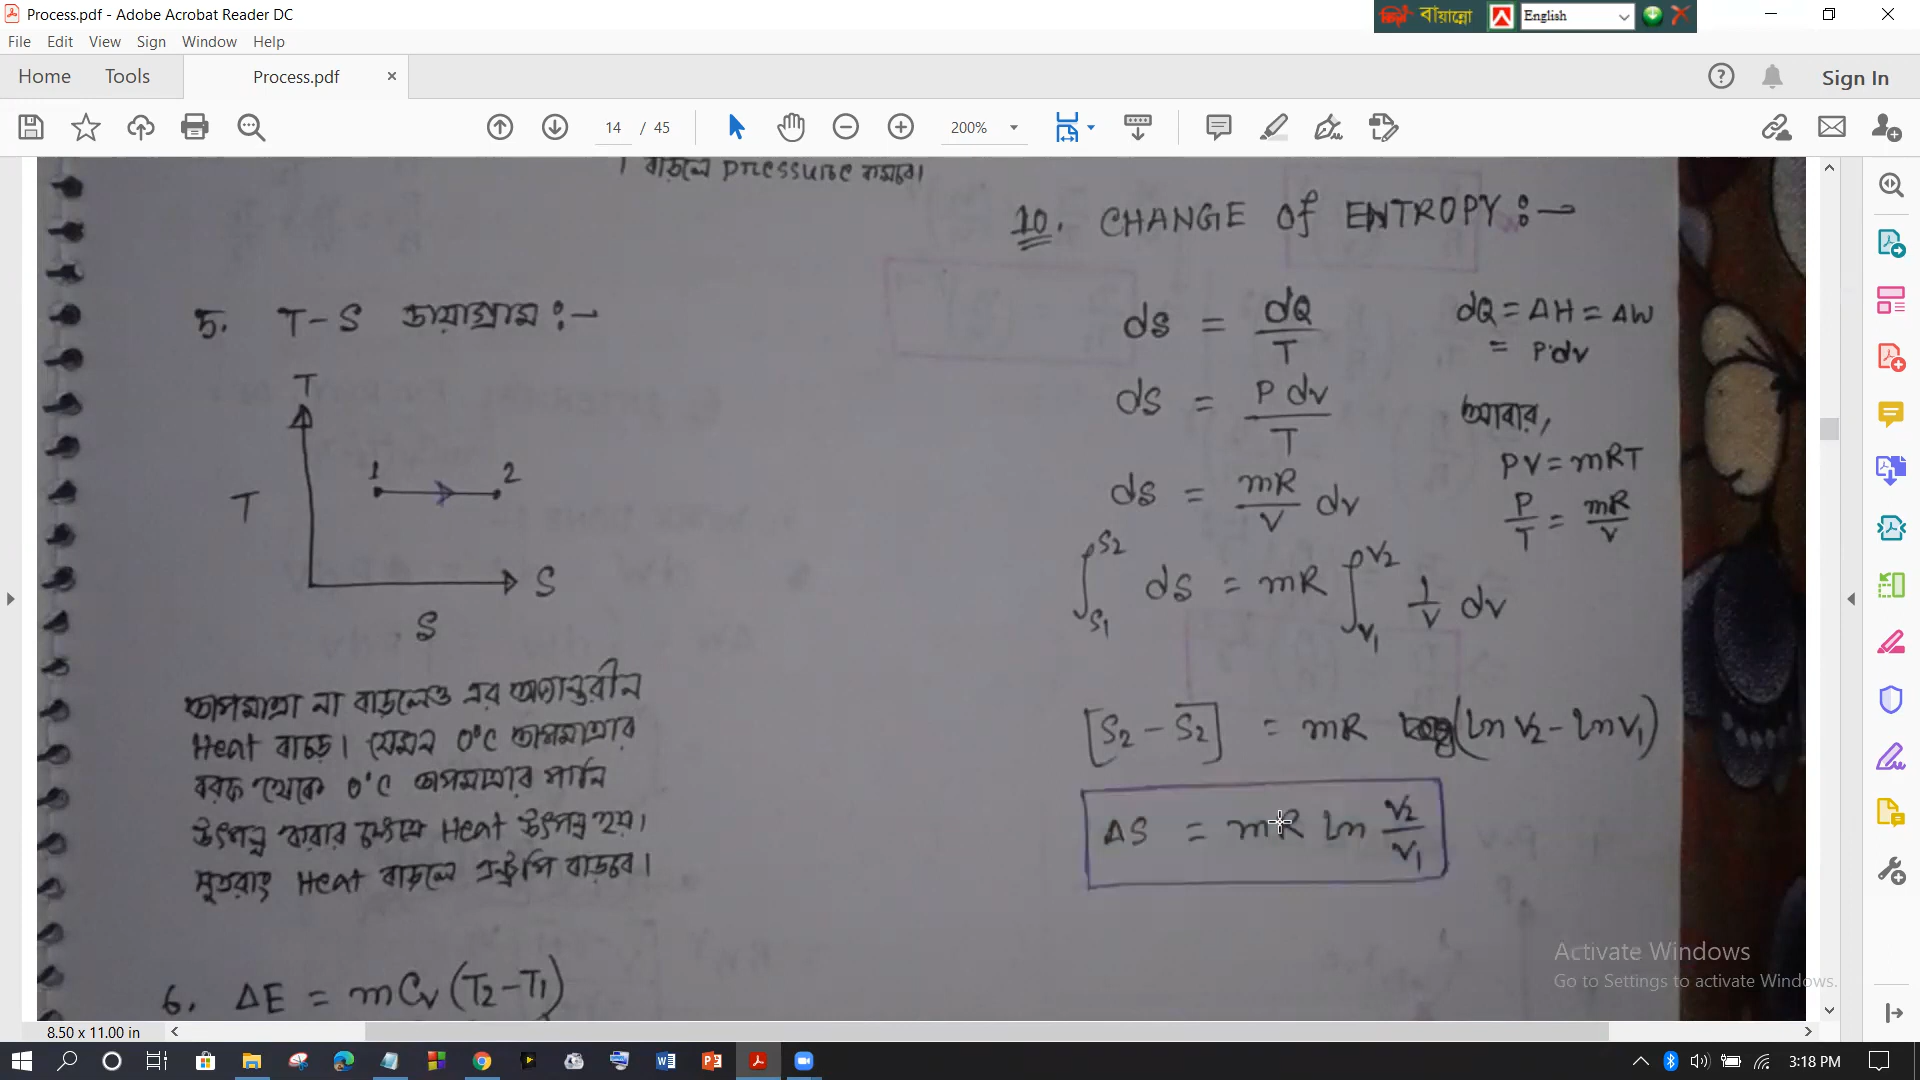 Process.pdf - Adobe Acrobat Reader DC
বায়ান্নো
English
File Edit View Sign Window Help
Home Tools Process.pdf ×
Sign In
14 / 45
200%
বাড়লে pressure কমবে।
5. T-S ডায়াগ্রাম :-
T
T
1 2
S
S
তাপমাত্রা না বাড়লেও এর অভ্যন্তরীন
Heat বাড়ে। যেমন 0°C তাপমাত্রার
বরফ থেকে 0°C তাপমাত্রার পানি
উৎপন্ন করার ক্ষেত্রে Heat উৎপন্ন হয়।
সুতরাং Heat বাড়লে এন্ট্রপি বাড়বে।
6. ΔE = mCv (T2-T1)
10. CHANGE of ENTROPY :-
ds = dQ/T
dQ = ΔH = ΔW
= P.dv
ds = P dv/T
আবার,
PV = mRT
ds = mR/V dv
P/T = mR/V
∫S1^S2 ds = mR ∫V1^V2 1/V dv
[S2 - S2] = mR (ln V2 - ln V1)
ΔS = mR ln V2/V1
Activate Windows
Go to Settings to activate Windows.
8.50 x 11.00 in
3:18 PM